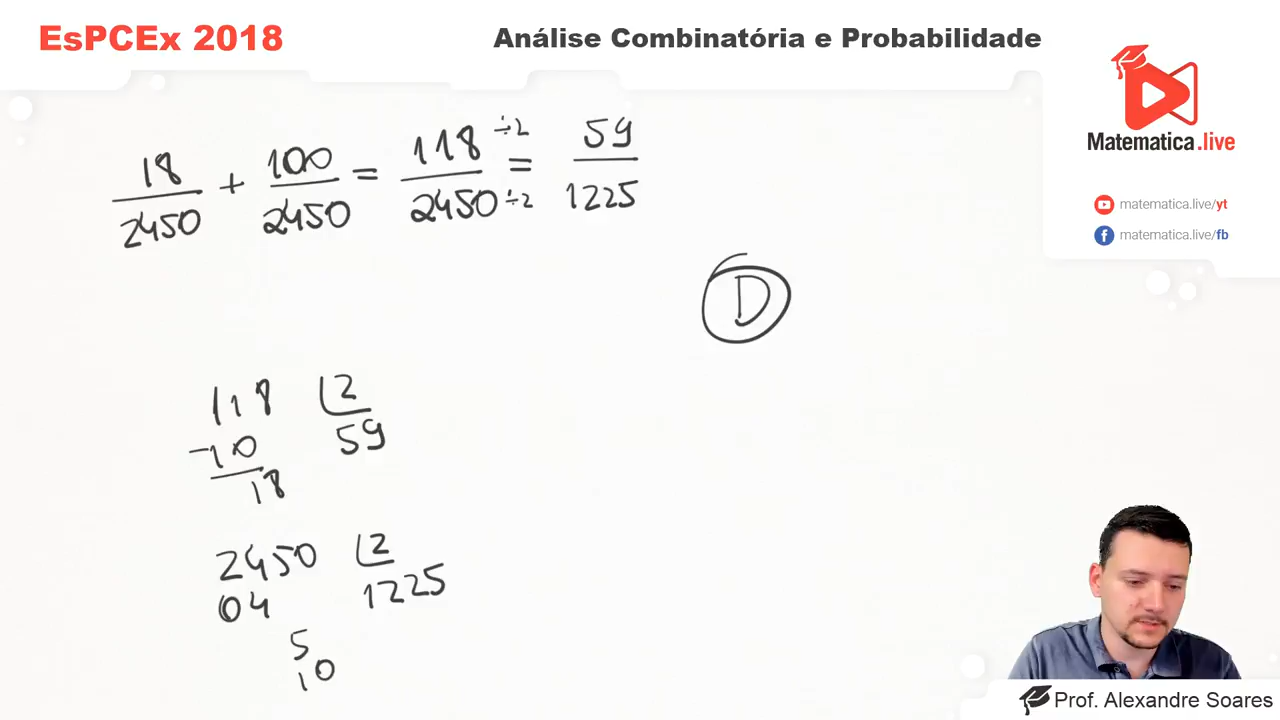 EsPCEx 2018
Análise Combinatória e Probabilidade
Matematica.live
matematica.live/yt
matematica.live/fb
18/2450 + 100/2450 = 118÷2/2450÷2 = 59/1225
D
118 2
-10 59
18
2450 2
04 1225
5
10
Prof. Alexandre Soares